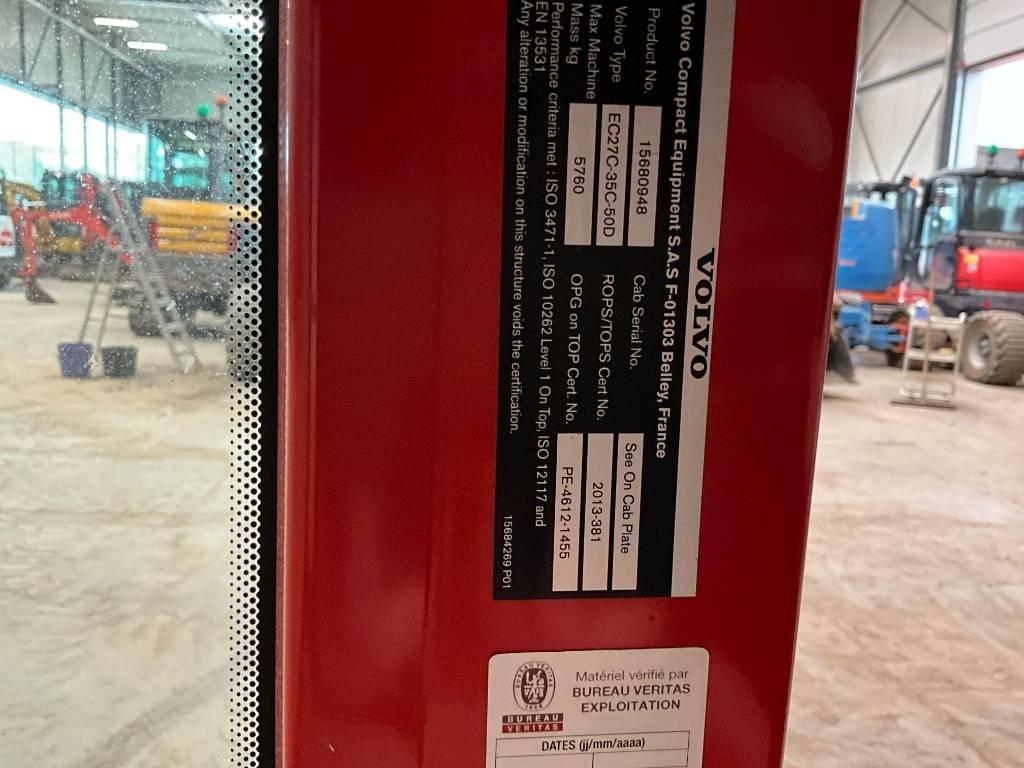 VOLVO
Volvo Compact Equipment S.A.S F-01303 Belley, France
Product No. 15680948 Cab Serial No. See On Cab Plate
Volvo Type EC27C-35C-50D ROPS/TOPS Cert No. 2013-381
Max Machine
Mass kg 5760 OPG on TOP Cert. No. PE-4612-1455
Performance criteria met : ISO 3471-1, ISO 10262 Level 1 On Top, ISO 12117 and
EN 13531
Any alteration or modification on this structure voids the certification.
15684269 P01
BUREAU VERITAS
1828
BUREAU
VERITAS
Matériel vérifié par
BUREAU VERITAS
EXPLOITATION
DATES (jj/mm/aaaa)